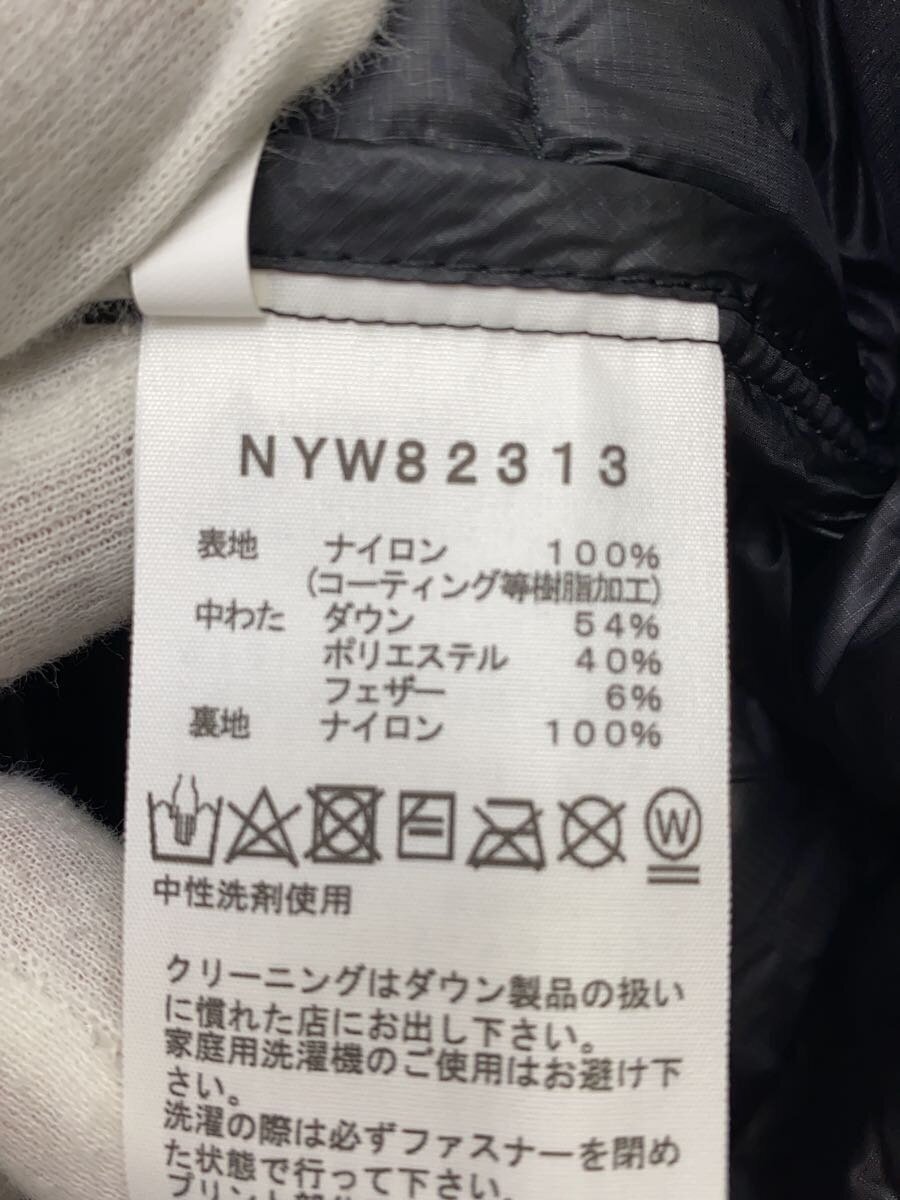 NYW82313
表地 ナイロン 100%
(コーティング等樹脂加工)
中わた ダウン 54%
ポリエステル 40%
フェザー 6%
裏地 ナイロン 100%
W
中性洗剤使用
クリーニングはダウン製品の扱い
に慣れた店にお出し下さい。
家庭用洗濯機のご使用はお避け下
さい。
洗濯の際は必ずファスナーを閉め
た状態で行って下さい。
プリント部分